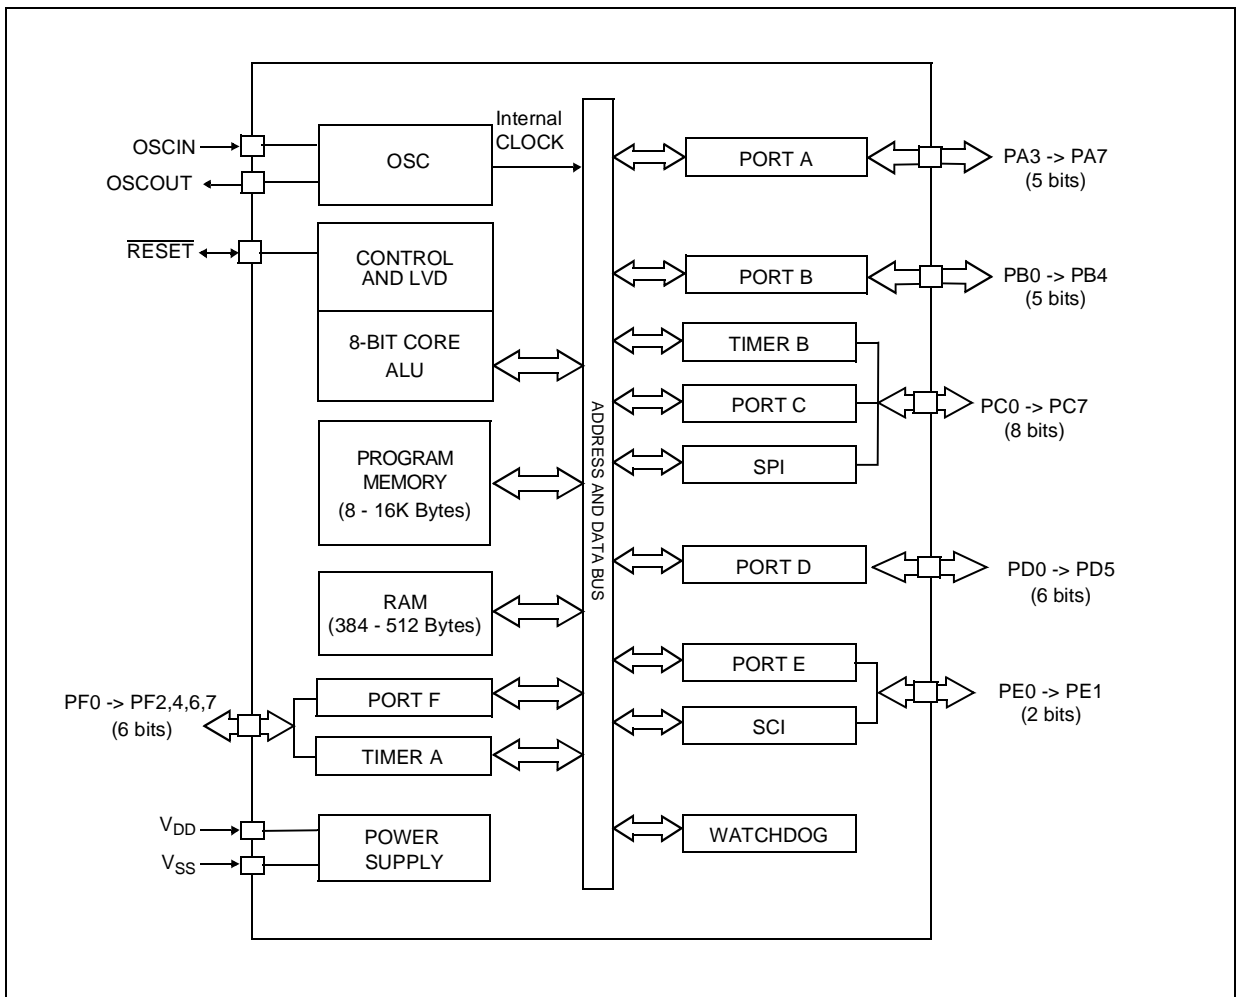 OSCIN
OSCOUT
OSC
Internal
CLOCK
RESET
CONTROL
AND LVD
8-BIT CORE
ALU
PROGRAM
MEMORY
(8 - 16K Bytes)
RAM
(384 - 512 Bytes)
PF0 -> PF2,4,6,7
(6 bits)
PORT F
TIMER A
VDD
VSS
POWER
SUPPLY
ADDRESS AND DATA BUS
PORT A
PA3 -> PA7
(5 bits)
PORT B
PB0 -> PB4
(5 bits)
TIMER B
PORT C
SPI
PC0 -> PC7
(8 bits)
PORT D
PD0 -> PD5
(6 bits)
PORT E
SCI
PE0 -> PE1
(2 bits)
WATCHDOG